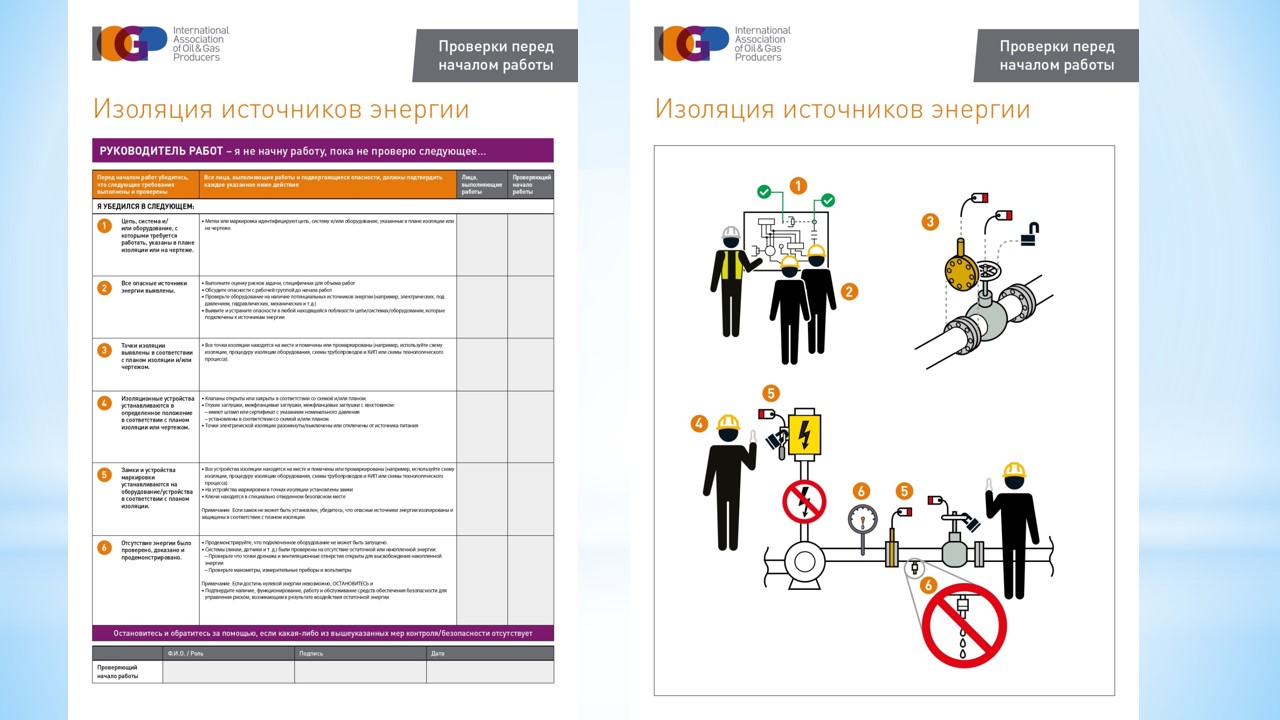 IOGP
International
Association
of Oil & Gas
Producers
Проверки перед
началом работы
Изоляция источников энергии
РУКОВОДИТЕЛЬ РАБОТ – я не начну работу, пока не проверю следующее...
Перед началом работ убедитесь,
что следующие требования
выполнены и проверены
Все лица, выполняющие работы и подвергающиеся опасности, должны подтвердить
каждое указанное ниже действие
Лица,
выполняющие
работы
Проверяющий
начало
работы
Я УБЕДИЛСЯ В СЛЕДУЮЩЕМ:
1
Цепь, система и/
или оборудование, с
которыми требуется
работать, указаны в плане
изоляции или на чертеже.
• Метки или маркировка идентифицируют цепь, систему и/или оборудование, указанные в плане изоляции или
на чертеже.
2
Все опасные источники
энергии выявлены.
• Выполните оценку рисков задачи, специфичных для объема работ
• Обсудите опасности с рабочей группой до начала работ
• Проверьте оборудование на наличие потенциальных источников энергии (например, электрических, под
давлением, гидравлических, механических и т.д.)
• Выявите и устраните опасности в любой находящейся поблизости цепи/системах/оборудование, которые
подключены к источникам энергии
3
Точки изоляции
выявлены в соответствии
с планом изоляции и/или
чертежом.
• Все точки изоляции находятся на месте и помечены или промаркированы (например, используйте схему
изоляции, процедуру изоляции оборудования, схемы трубопроводов и КИП или схемы технологического
процесса).
4
Изоляционные устройства
устанавливаются в
определенное положение
в соответствии с планом
изоляции или чертежом.
• Клапаны открыты или закрыты в соответствии со схемой и/или планом.
• Глухие заглушки, межфланцевые заглушки, межфланцевые заглушки с хвостовиком:
– имеют штамп или сертификат с указанием номинального давления
– установлены в соответствии со схемой и/или планом.
• Точки электрической изоляции разомкнуты/выключены или отключены от источника питания
5
Замки и устройства
маркировки
устанавливаются на
оборудование/устройства
в соответствии с планом
изоляции.
• Все устройства изоляции находятся на месте и помечены или промаркированы (например, используйте схему
изоляции, процедуру изоляции оборудования, схемы трубопроводов и КИП или схемы технологического
процесса)
• На устройства маркировки в точках изоляции установлены замки
• Ключи находятся в специально отведенном безопасном месте
Примечание: Если замок не может быть установлен, убедитесь, что опасные источники энергии изолированы и
защищены в соответствии с планом изоляции.
6
Отсутствие энергии было
проверено, доказано и
продемонстрировано.
• Продемонстрируйте, что подключенное оборудование не может быть запущено.
• Системы (линии, датчики и т. д.) были проверены на отсутствие остаточной или накопленной энергии.
– Проверьте что точки дренажа и вентиляционные отверстия открыты для высвобождения накопленной
энергии
– Проверьте манометры, измерительные приборы и вольтметры
Примечание: Если достичь нулевой энергии невозможно, ОСТАНОВИТЕСЬ и
• Подтвердите наличие, функционирование, работу и обслуживание средств обеспечения безопасности для
управления риском, возникающим в результате воздействия остаточной энергии
Остановитесь и обратитесь за помощью, если какая-либо из вышеуказанных мер контроля/безопасности отсутствует
Ф.И.О. / Роль
Подпись
Дата
Проверяющий
начало работы
IOGP
International
Association
of Oil & Gas
Producers
Проверки перед
началом работы
Изоляция источников энергии
1
2
3
4
5
6
5
6